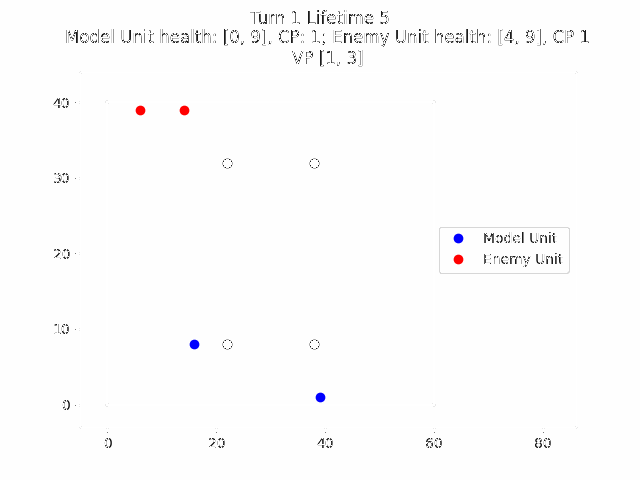 Turn 1 Lifetime 5
Model Unit health: [0, 9], CP: 1; Enemy Unit health: [4, 9], CP 1
VP [1, 3]
40
30
20
10
0
Model Unit
Enemy Unit
0 20 40 60 80